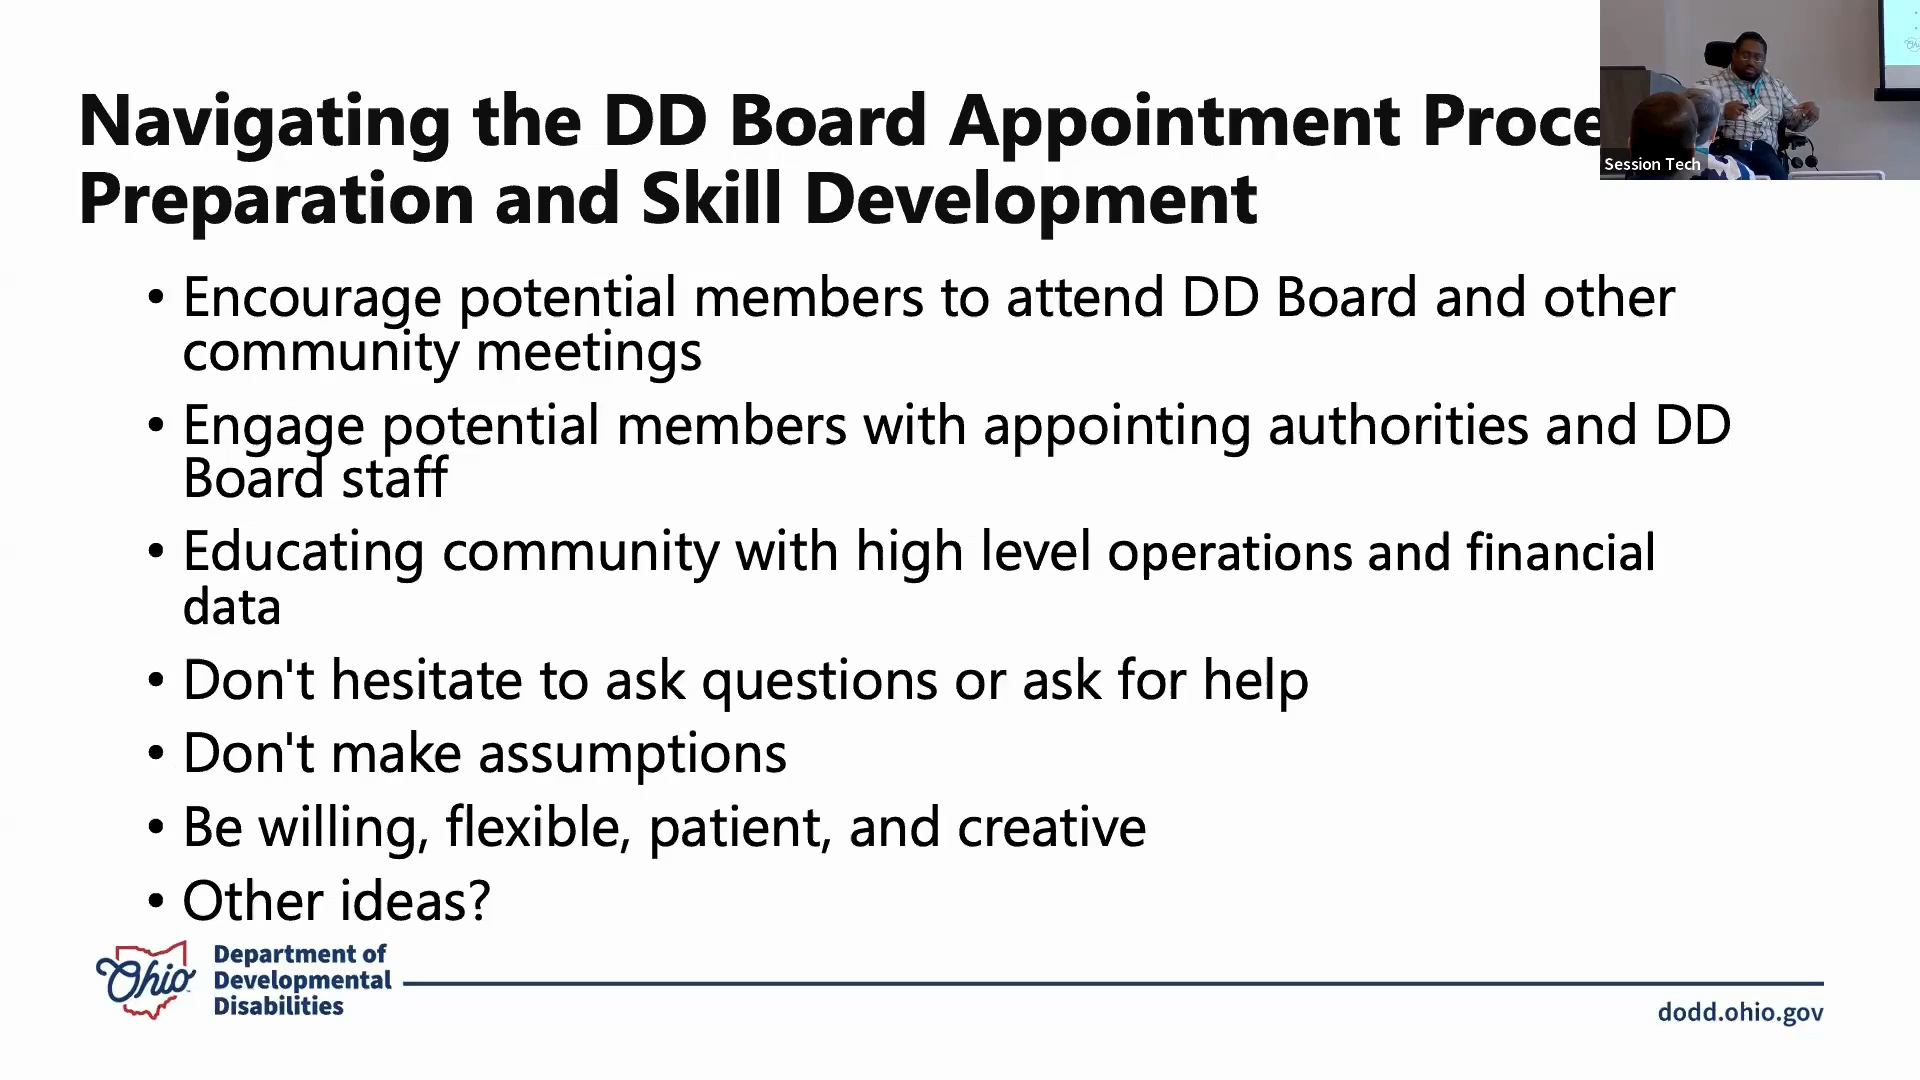 Navigating the DD Board Appointment Proce
Preparation and Skill Development
Session Tech
• Encourage potential members to attend DD Board and other
community meetings
• Engage potential members with appointing authorities and DD
Board staff
• Educating community with high level operations and financial
data
• Don't hesitate to ask questions or ask for help
• Don't make assumptions
• Be willing, flexible, patient, and creative
• Other ideas?
Ohio
Department of
Developmental
Disabilities
dodd.ohio.gov